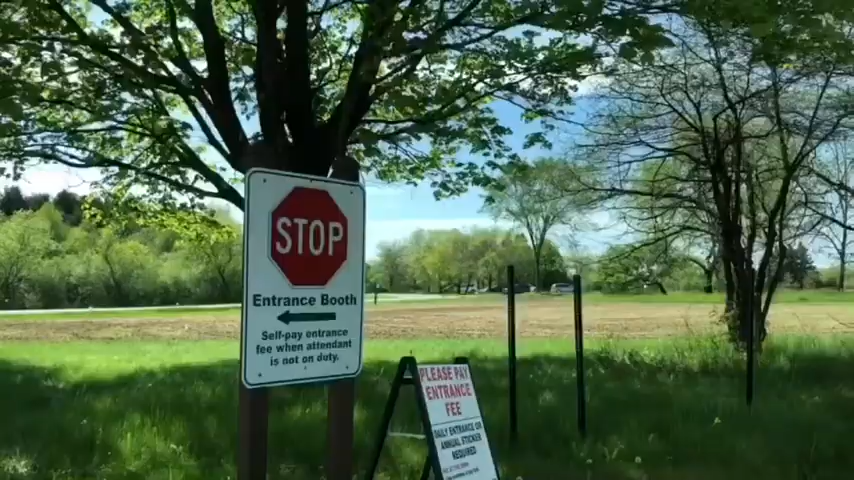 STOP
Entrance Booth
Self-pay entrance
fee when attendant
is not on duty.
PLEASE PAY
ENTRANCE
FEE
DAILY ENTRANCE OR
ANNUAL STICKER
REQUIRED